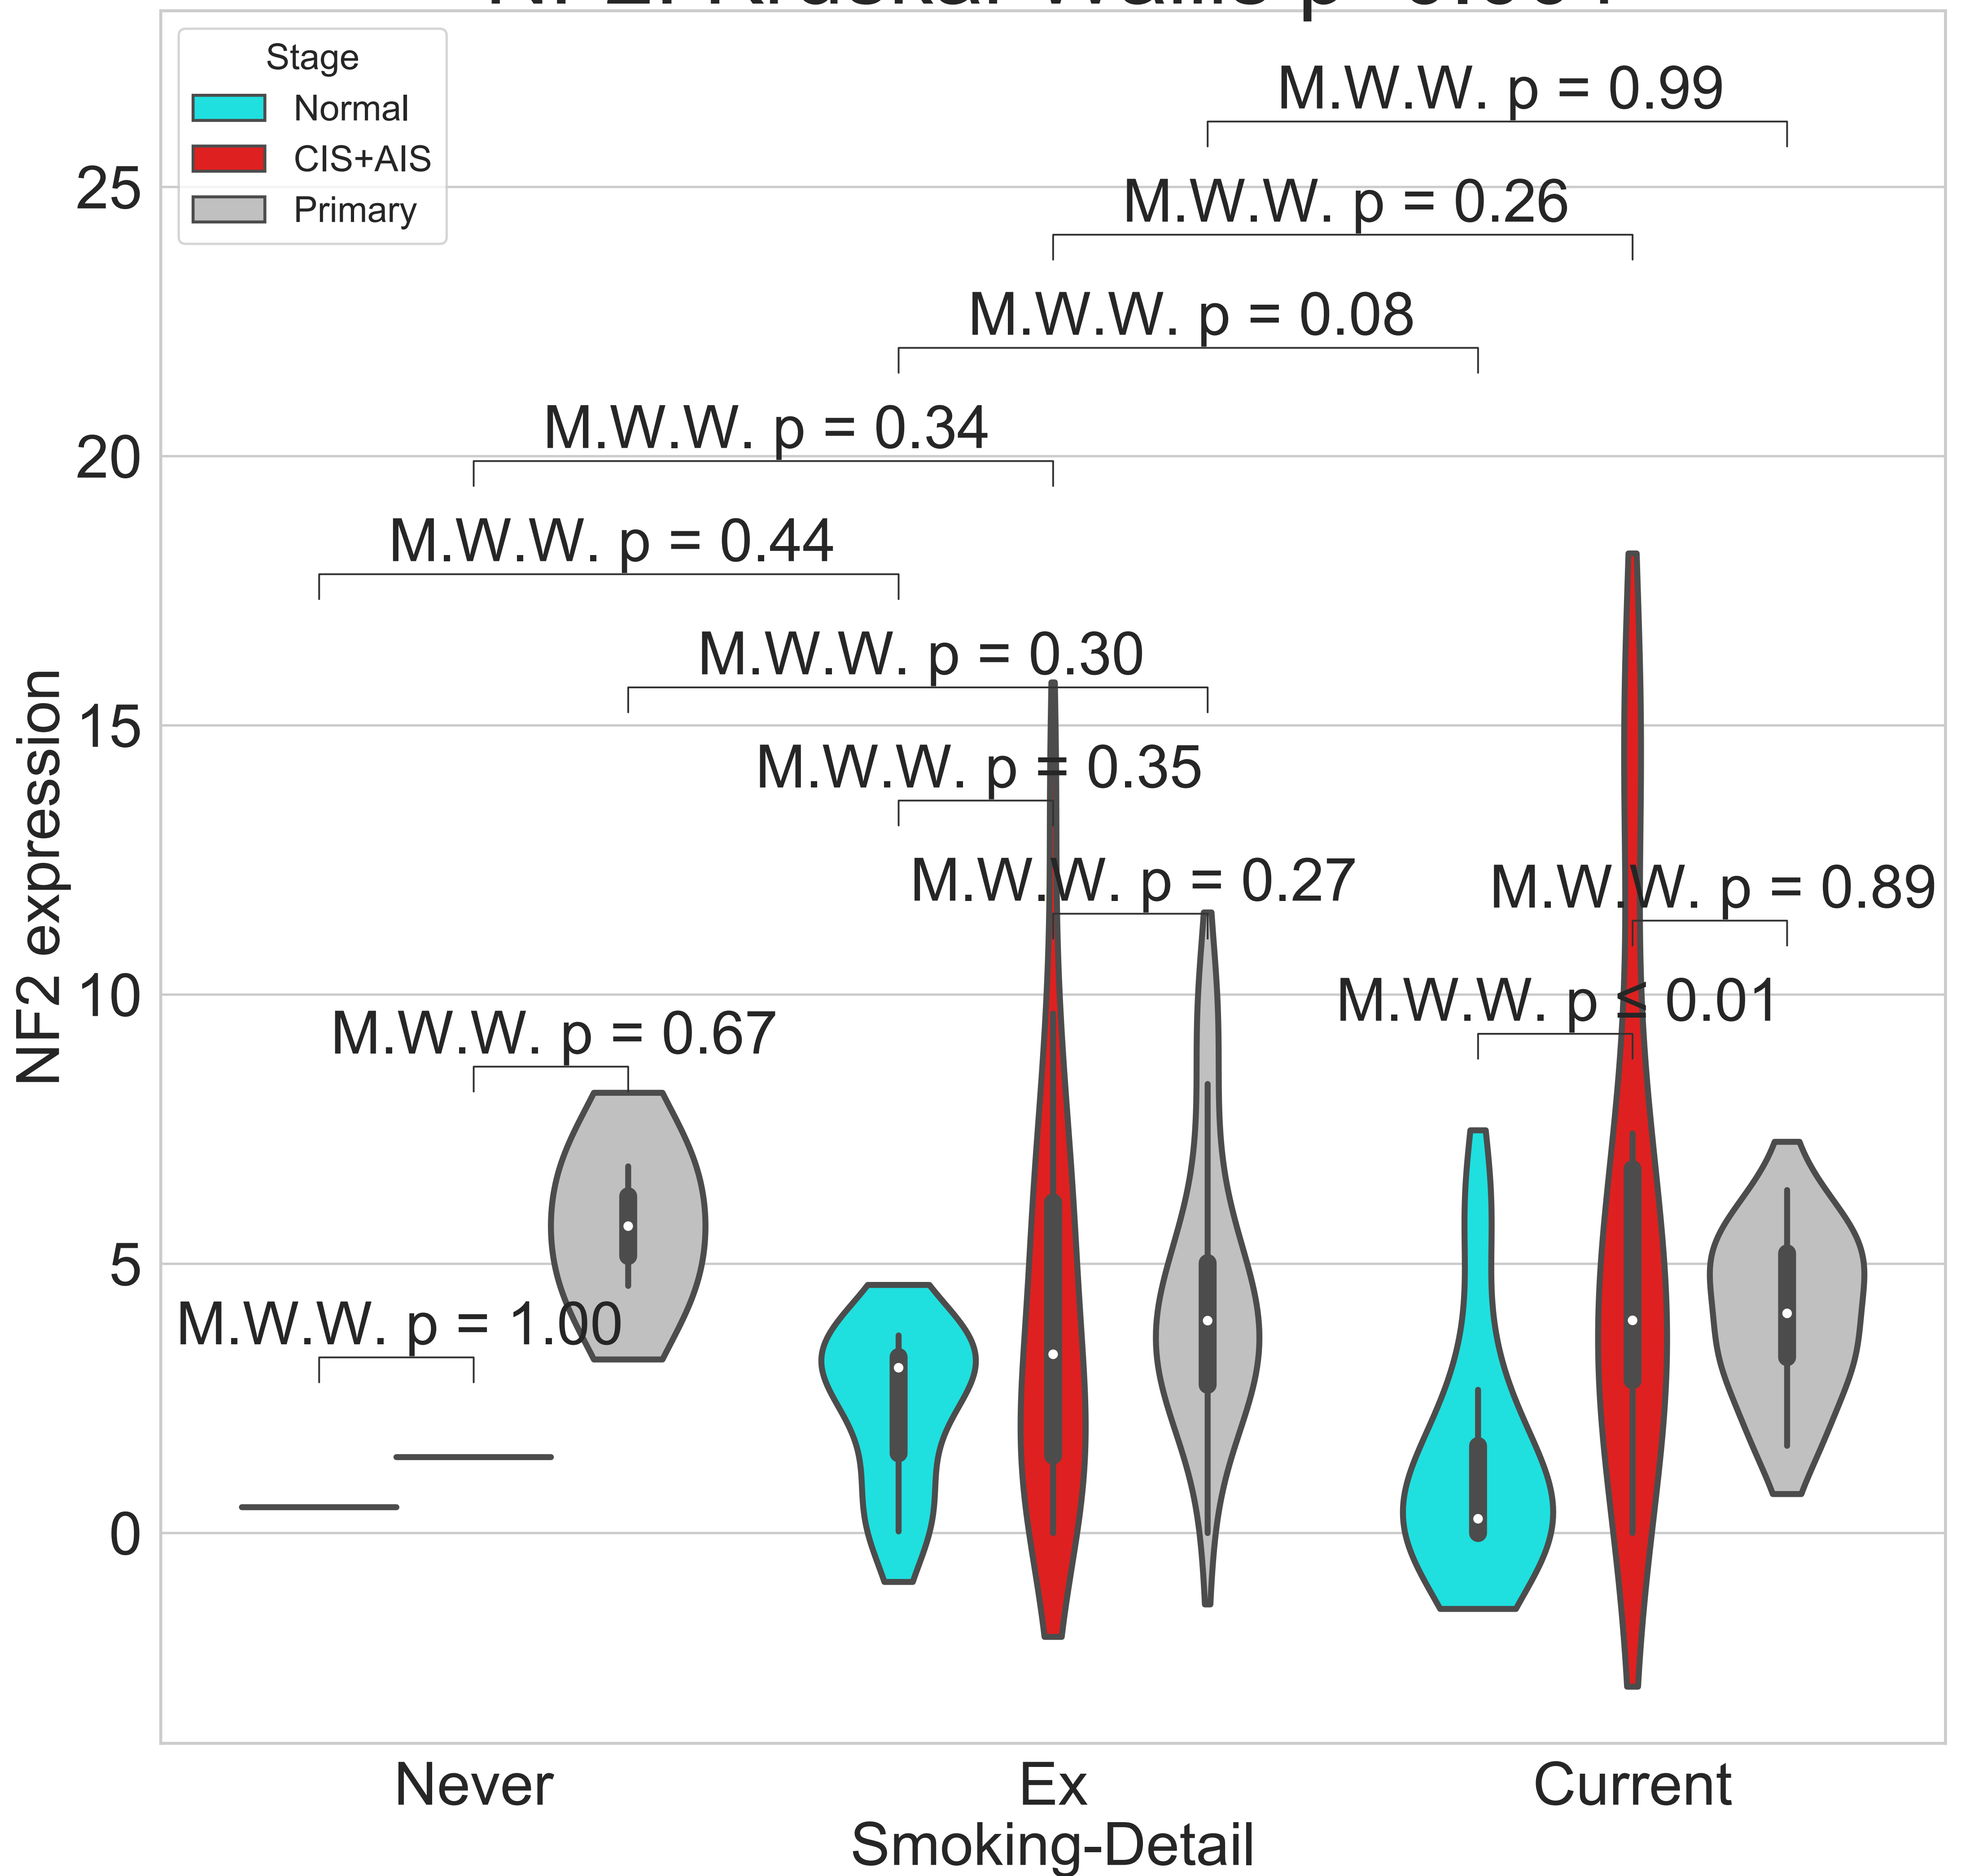 Stage
Normal
CIS+AIS
Primary
M.W.W. p = 0.99
M.W.W. p = 0.26
M.W.W. p = 0.08
M.W.W. p = 0.34
M.W.W. p = 0.44
M.W.W. p = 0.30
M.W.W. p = 0.35
M.W.W. p = 0.27
M.W.W. p = 0.89
M.W.W. p ≤ 0.01
M.W.W. p = 0.67
M.W.W. p = 1.00
25
20
15
10
5
0
NF2 expression
Never
Ex
Current
Smoking-Detail